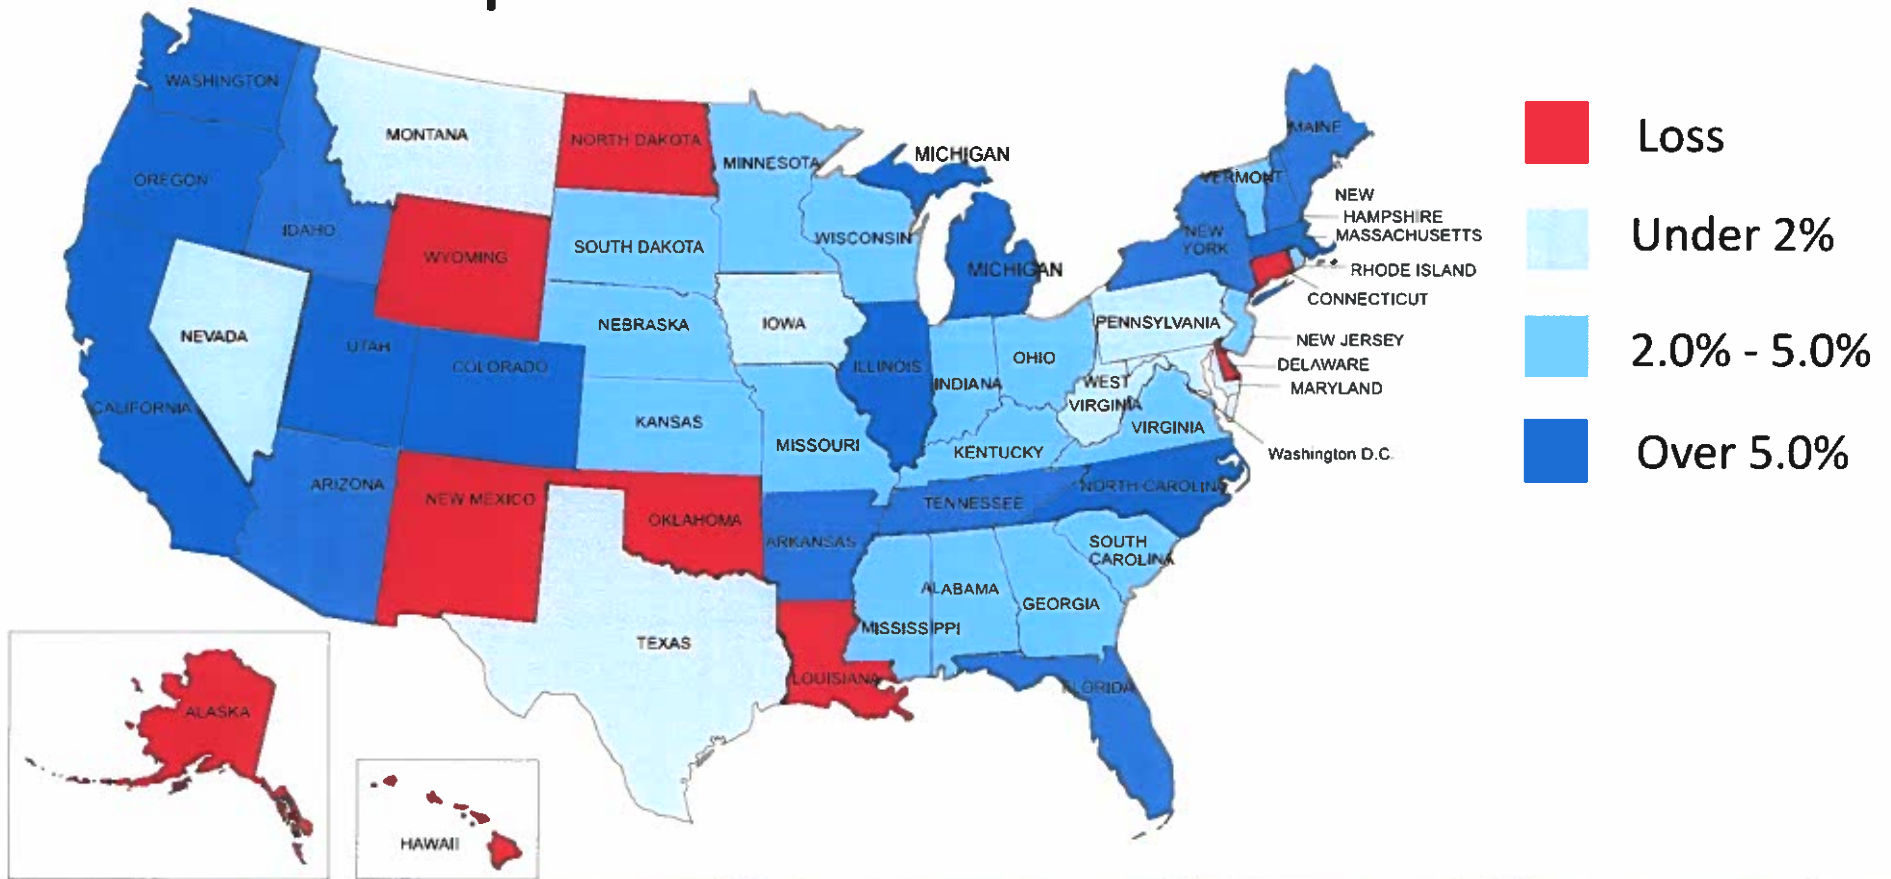 WASHINGTON
MONTANA
NORTH DAKOTA
MINNESOTA
MICHIGAN
MAINE
OREGON
IDAHO
WYOMING
SOUTH DAKOTA
WISCONSIN
MICHIGAN
VERMONT
NEW
YORK
NEW
HAMPSHIRE
MASSACHUSETTS
RHODE ISLAND
CONNECTICUT
NEVADA
UTAH
COLORADO
NEBRASKA
IOWA
ILLINOIS
INDIANA
OHIO
PENNSYLVANIA
NEW JERSEY
DELAWARE
MARYLAND
CALIFORNIA
KANSAS
MISSOURI
KENTUCKY
WEST
VIRGINIA
VIRGINIA
Washington D.C.
ARIZONA
NEW MEXICO
OKLAHOMA
ARKANSAS
TENNESSEE
NORTH CAROLINA
SOUTH
CAROLINA
TEXAS
LOUISIANA
MISSISSIPPI
ALABAMA
GEORGIA
FLORIDA
ALASKA
HAWAII
Loss
Under 2%
2.0% - 5.0%
Over 5.0%